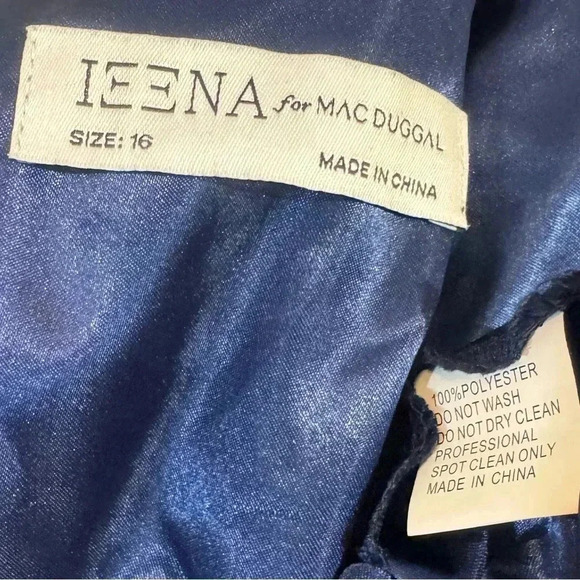 IEENA for MAC DUGGAL
SIZE: 16
MADE IN CHINA
100%POLYESTER
DO NOT WASH
DO NOT DRY CLEAN
PROFESSIONAL
SPOT CLEAN ONLY
MADE IN CHINA